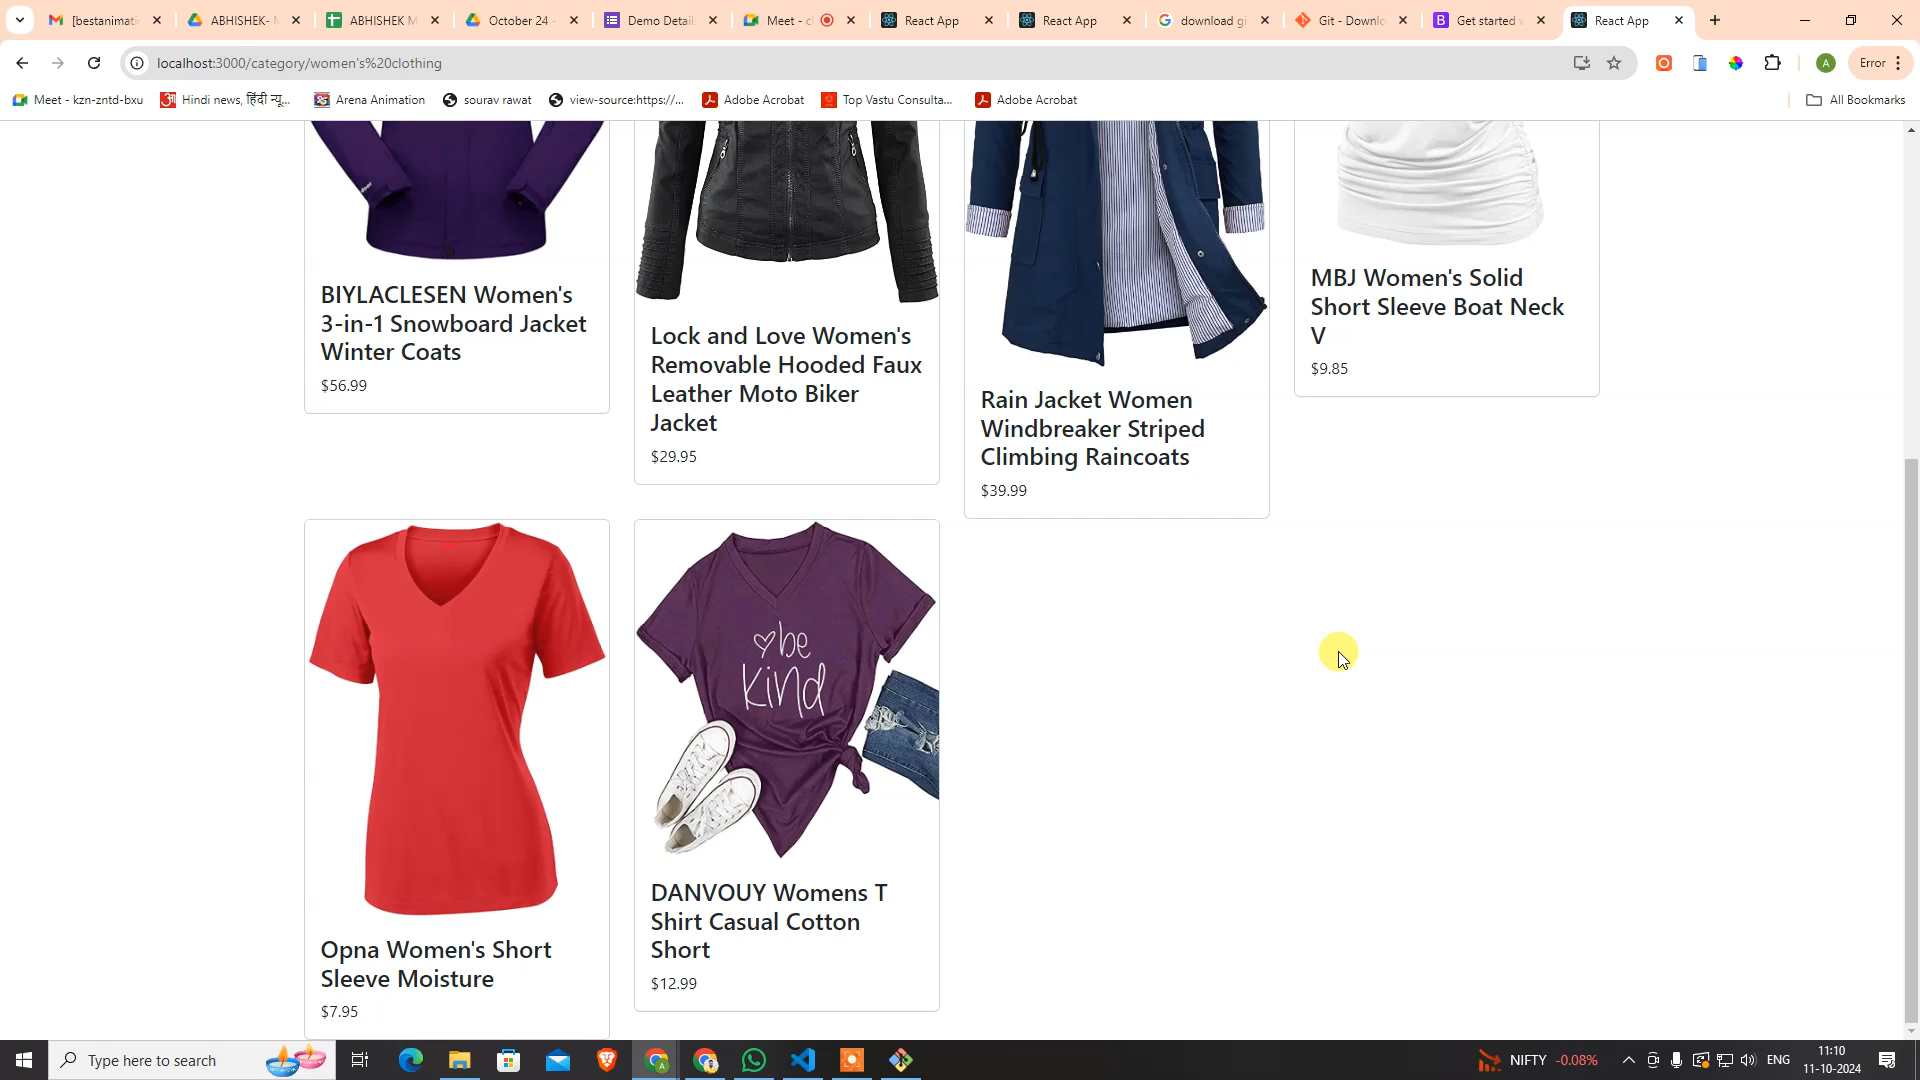 [bestanimati
ABHISHEK-
ABHISHEK M
October 24 -
Demo Detail
Meet - c
React App
React App
download gi
Git - Downlo
Get started
React App
localhost:3000/category/women's%20clothing
A
Error
Meet - kzn-zntd-bxu
Hindi news, हिंदी न्यू...
Arena Animation
sourav rawat
view-source:https://...
Adobe Acrobat
Top Vastu Consulta...
Adobe Acrobat
All Bookmarks
BIYLACLESEN Women's
3-in-1 Snowboard Jacket
Winter Coats
$56.99
Lock and Love Women's
Removable Hooded Faux
Leather Moto Biker
Jacket
$29.95
Rain Jacket Women
Windbreaker Striped
Climbing Raincoats
$39.99
MBJ Women's Solid
Short Sleeve Boat Neck
V
$9.85
be
kind
Opna Women's Short
Sleeve Moisture
$7.95
DANVOUY Womens T
Shirt Casual Cotton
Short
$12.99
Type here to search
NIFTY -0.08%
ENG
11:10
11-10-2024